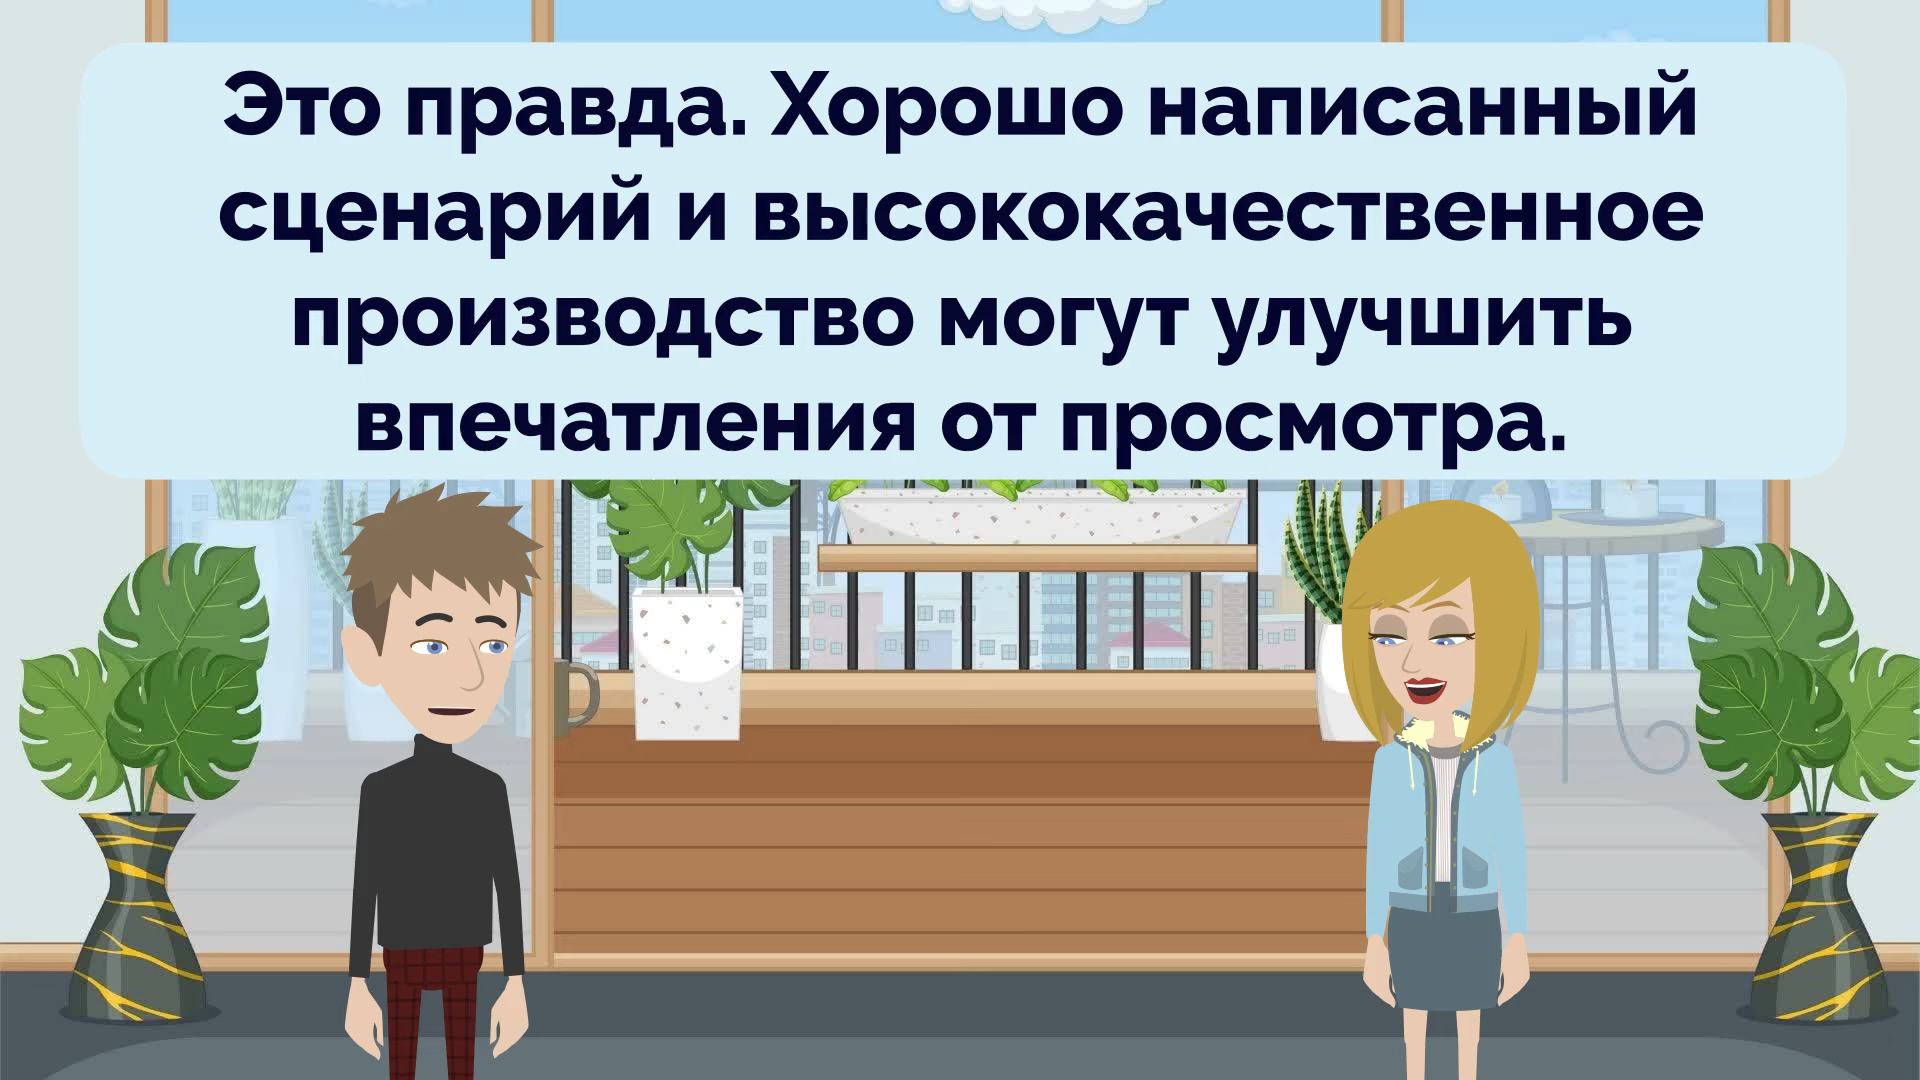 Это правда. Хорошо написанный
сценарий и высококачественное
производство могут улучшить
впечатления от просмотра.